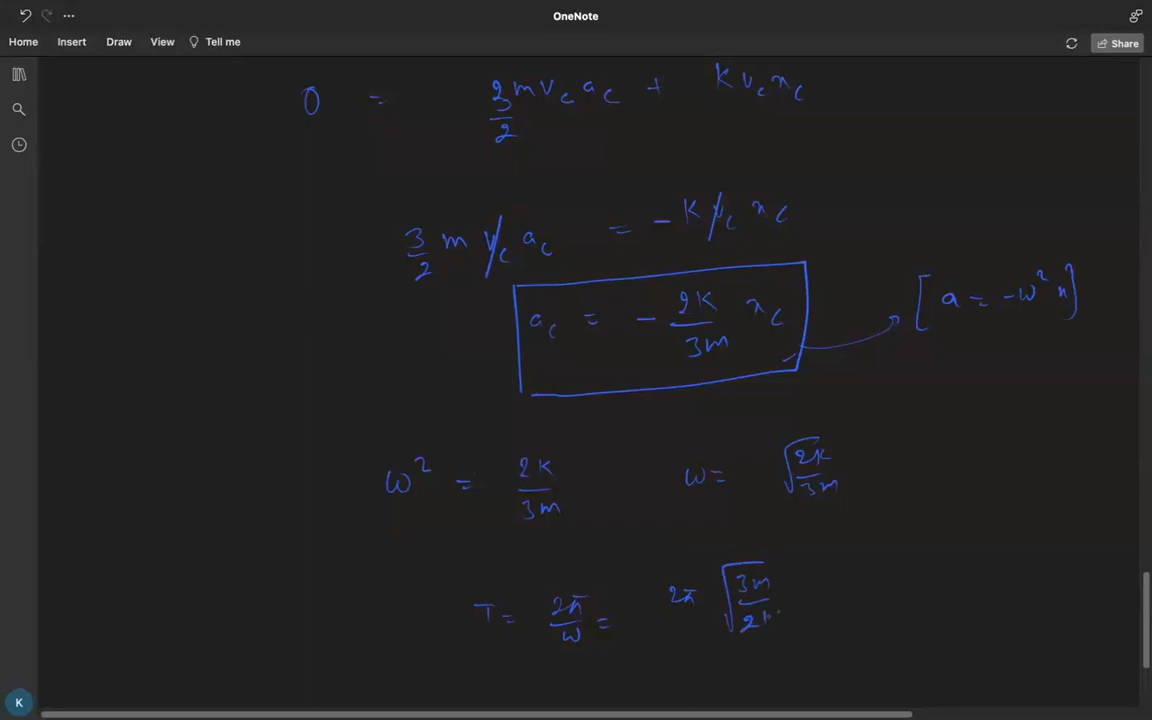 OneNote
Home Insert Draw View Tell me Share
0 = 3/2 m v_c a_c + K v_c x_c
3/2 m v_c a_c = - K v_c x_c
a_c = - 2K/3m x_c [a = -ω² x]
ω² = 2K/3m ω = √(2K/3m)
T = 2π/ω = 2π √(3m/2K)
K